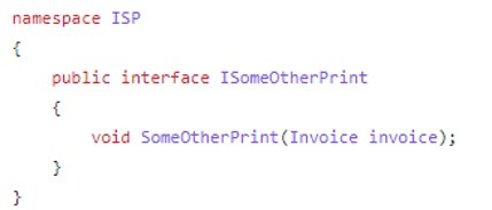 namespace ISP
{
public interface ISomeOtherPrint
{
void SomeOtherPrint(Invoice invoice);
}
}